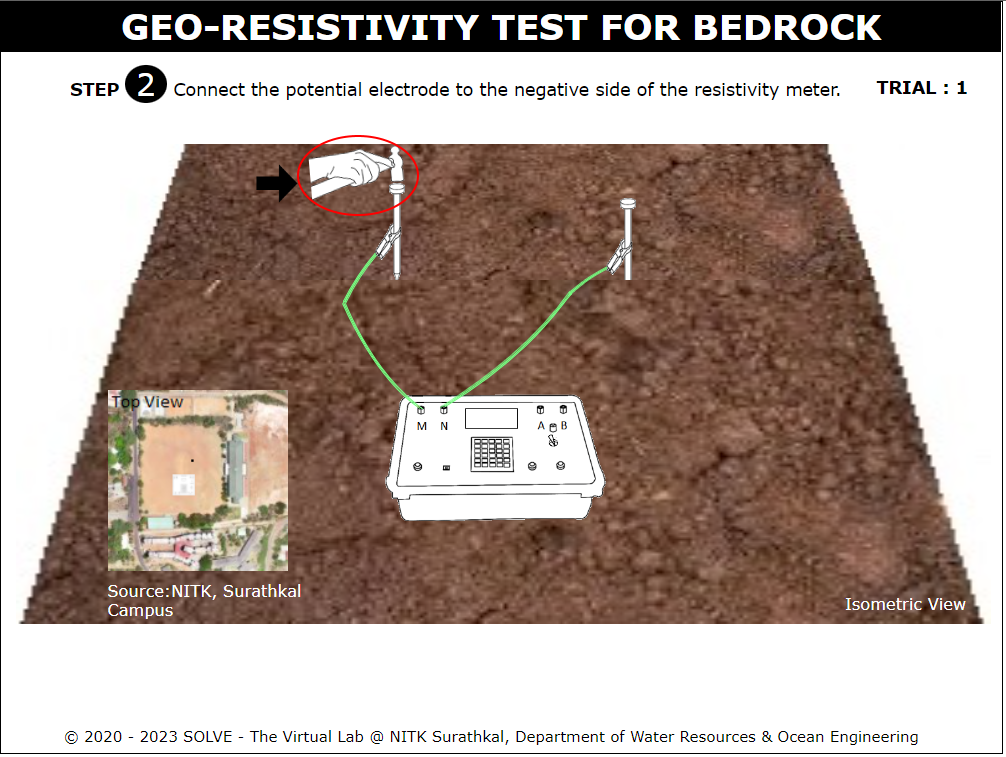 GEO-RESISTIVITY TEST FOR BEDROCK
STEP 2 Connect the potential electrode to the negative side of the resistivity meter. TRIAL : 1
M N A B
Top View
Source:NITK, Surathkal
Campus
Isometric View
© 2020 - 2023 SOLVE - The Virtual Lab @ NITK Surathkal, Department of Water Resources & Ocean Engineering